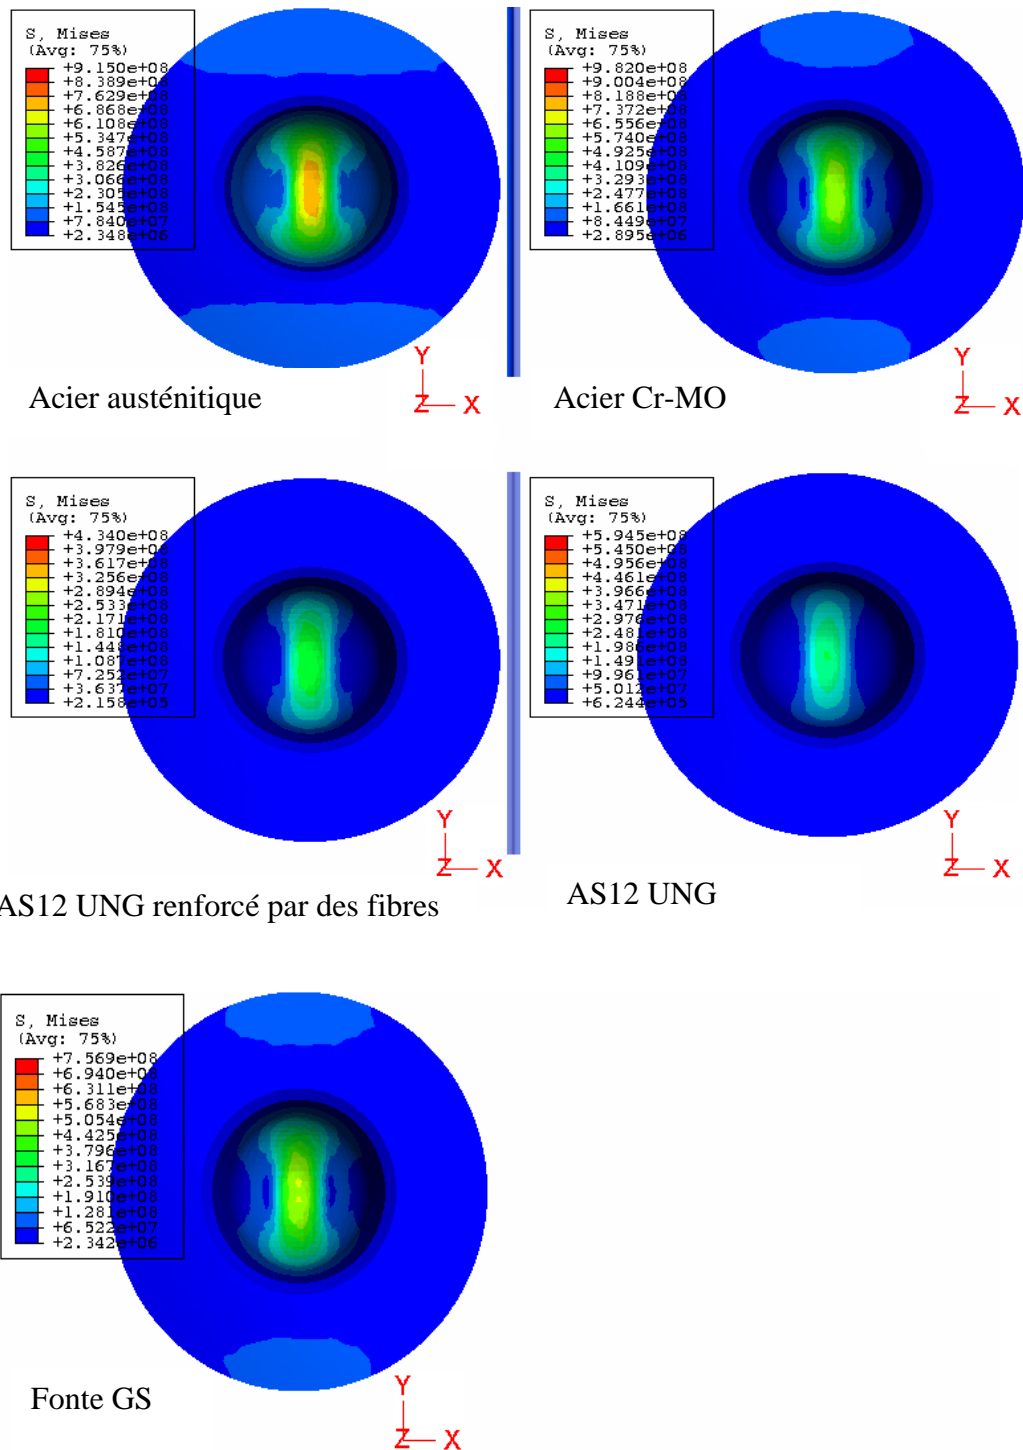 S, Mises
(Avg: 75%)
+9.150e+08
+8.389e+08
+7.629e+08
+6.868e+08
+6.108e+08
+5.347e+08
+4.587e+08
+3.826e+08
+3.066e+08
+2.305e+08
+1.545e+08
+7.840e+07
+2.348e+06
Y
Z X
Acier austénitique
S, Mises
(Avg: 75%)
+9.820e+08
+9.004e+08
+8.188e+08
+7.372e+08
+6.556e+08
+5.740e+08
+4.925e+08
+4.109e+08
+3.293e+08
+2.477e+08
+1.661e+08
+8.449e+07
+2.895e+06
Y
Z X
Acier Cr-MO
S, Mises
(Avg: 75%)
+4.340e+08
+3.979e+08
+3.617e+08
+3.256e+08
+2.894e+08
+2.533e+08
+2.171e+08
+1.810e+08
+1.448e+08
+1.087e+08
+7.252e+07
+3.637e+07
+2.158e+05
Y
Z X
AS12 UNG renforcé par des fibres
S, Mises
(Avg: 75%)
+5.945e+08
+5.450e+08
+4.956e+08
+4.461e+08
+3.966e+08
+3.471e+08
+2.976e+08
+2.481e+08
+1.986e+08
+1.491e+08
+9.961e+07
+5.012e+07
+6.244e+05
Y
Z X
AS12 UNG
S, Mises
(Avg: 75%)
+7.569e+08
+6.940e+08
+6.311e+08
+5.683e+08
+5.054e+08
+4.425e+08
+3.796e+08
+3.167e+08
+2.539e+08
+1.910e+08
+1.281e+08
+6.522e+07
+2.342e+06
Y
Z X
Fonte GS